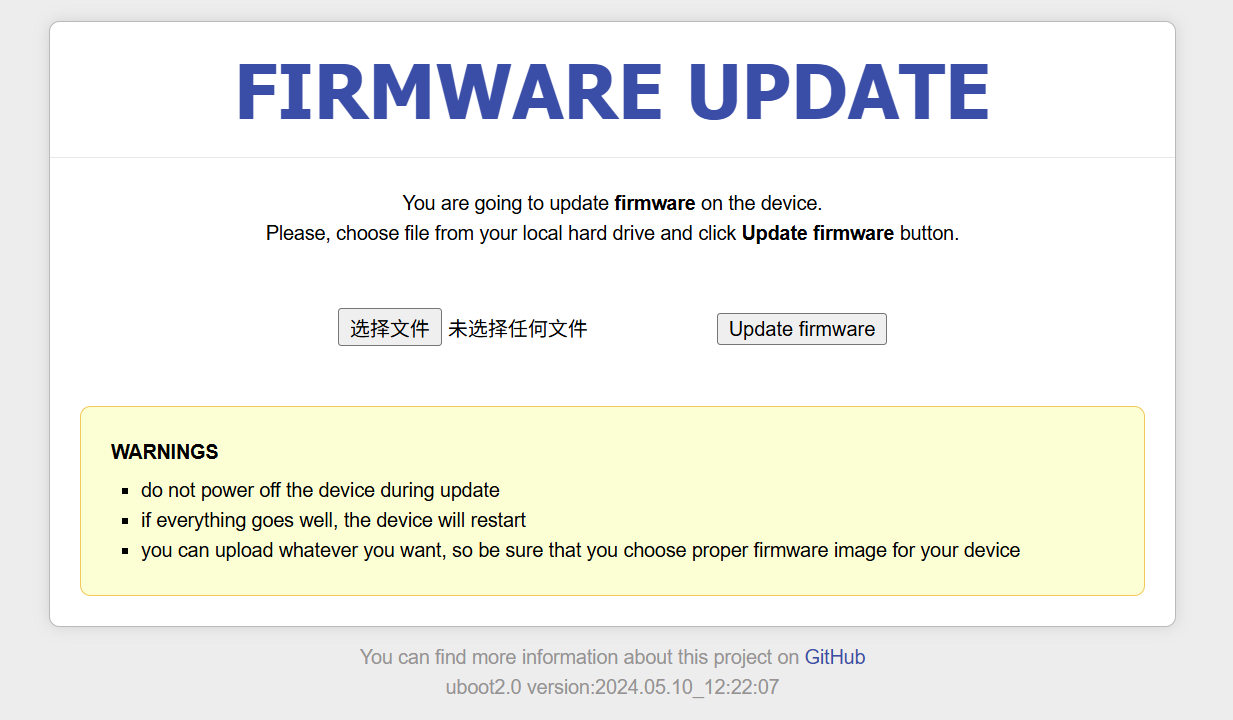 FIRMWARE UPDATE
You are going to update firmware on the device.
Please, choose file from your local hard drive and click Update firmware button.
选择文件 未选择任何文件 Update firmware
WARNINGS
do not power off the device during update
if everything goes well, the device will restart
you can upload whatever you want, so be sure that you choose proper firmware image for your device
You can find more information about this project on GitHub
uboot2.0 version:2024.05.10_12:22:07